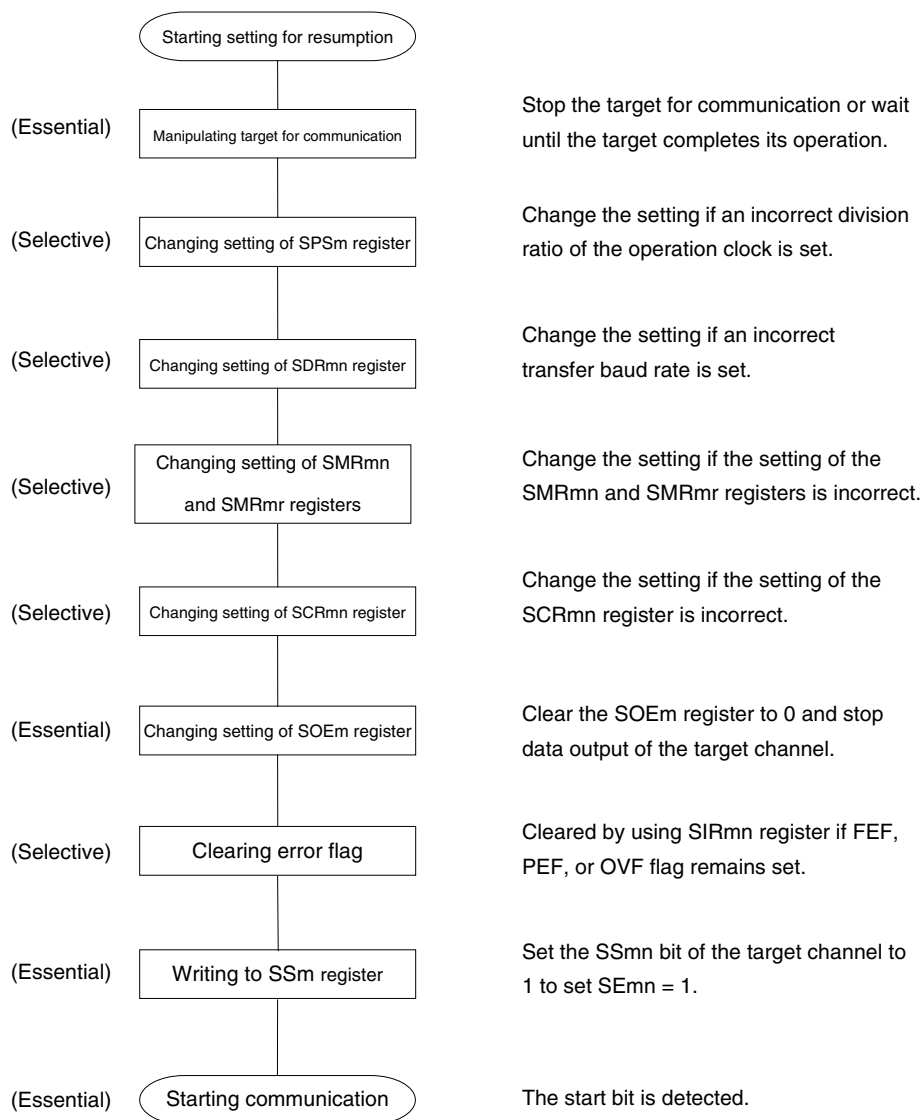 Starting setting for resumption
(Essential)
Manipulating target for communication
Stop the target for communication or wait
until the target completes its operation.
(Selective)
Changing setting of SPSm register
Change the setting if an incorrect division
ratio of the operation clock is set.
(Selective)
Changing setting of SDRmn register
Change the setting if an incorrect
transfer baud rate is set.
(Selective)
Changing setting of SMRmn
and SMRmr registers
Change the setting if the setting of the
SMRmn and SMRmr registers is incorrect.
(Selective)
Changing setting of SCRmn register
Change the setting if the setting of the
SCRmn register is incorrect.
(Essential)
Changing setting of SOEm register
Clear the SOEm register to 0 and stop
data output of the target channel.
(Selective)
Clearing error flag
Cleared by using SIRmn register if FEF,
PEF, or OVF flag remains set.
(Essential)
Writing to SSm register
Set the SSmn bit of the target channel to
1 to set SEmn = 1.
(Essential)
Starting communication
The start bit is detected.